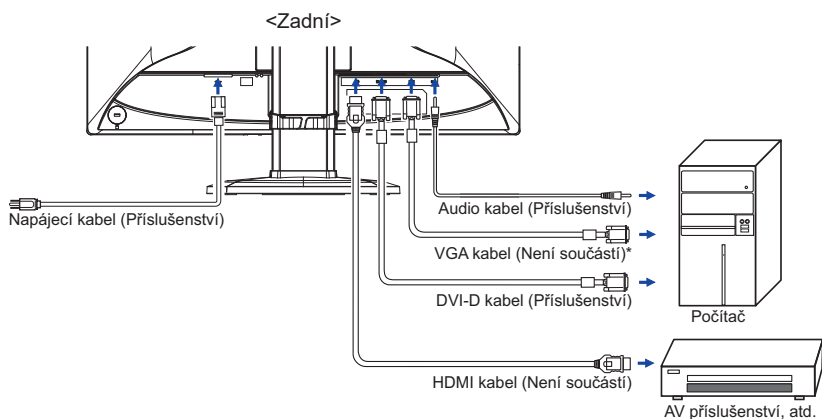 <Zadní>
Napájecí kabel (Příslušenství)
Audio kabel (Příslušenství)
VGA kabel (Není součástí)*
DVI-D kabel (Příslušenství)
Počítač
HDMI kabel (Není součástí)
AV příslušenství, atd.